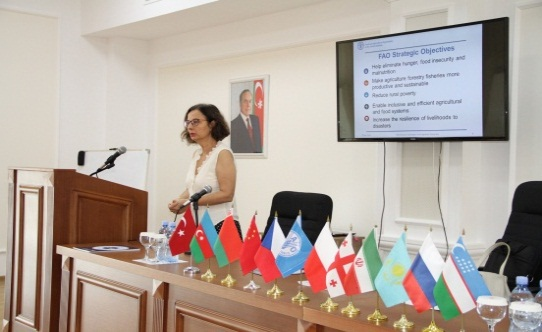 FAO Strategic Objectives
Help eliminate hunger, food insecurity and
malnutrition
Make agriculture forestry fisheries more
productive and sustainable
Reduce rural poverty
Enable inclusive and efficient agricultural
and food systems
Increase the resilience of livelihoods to
disasters